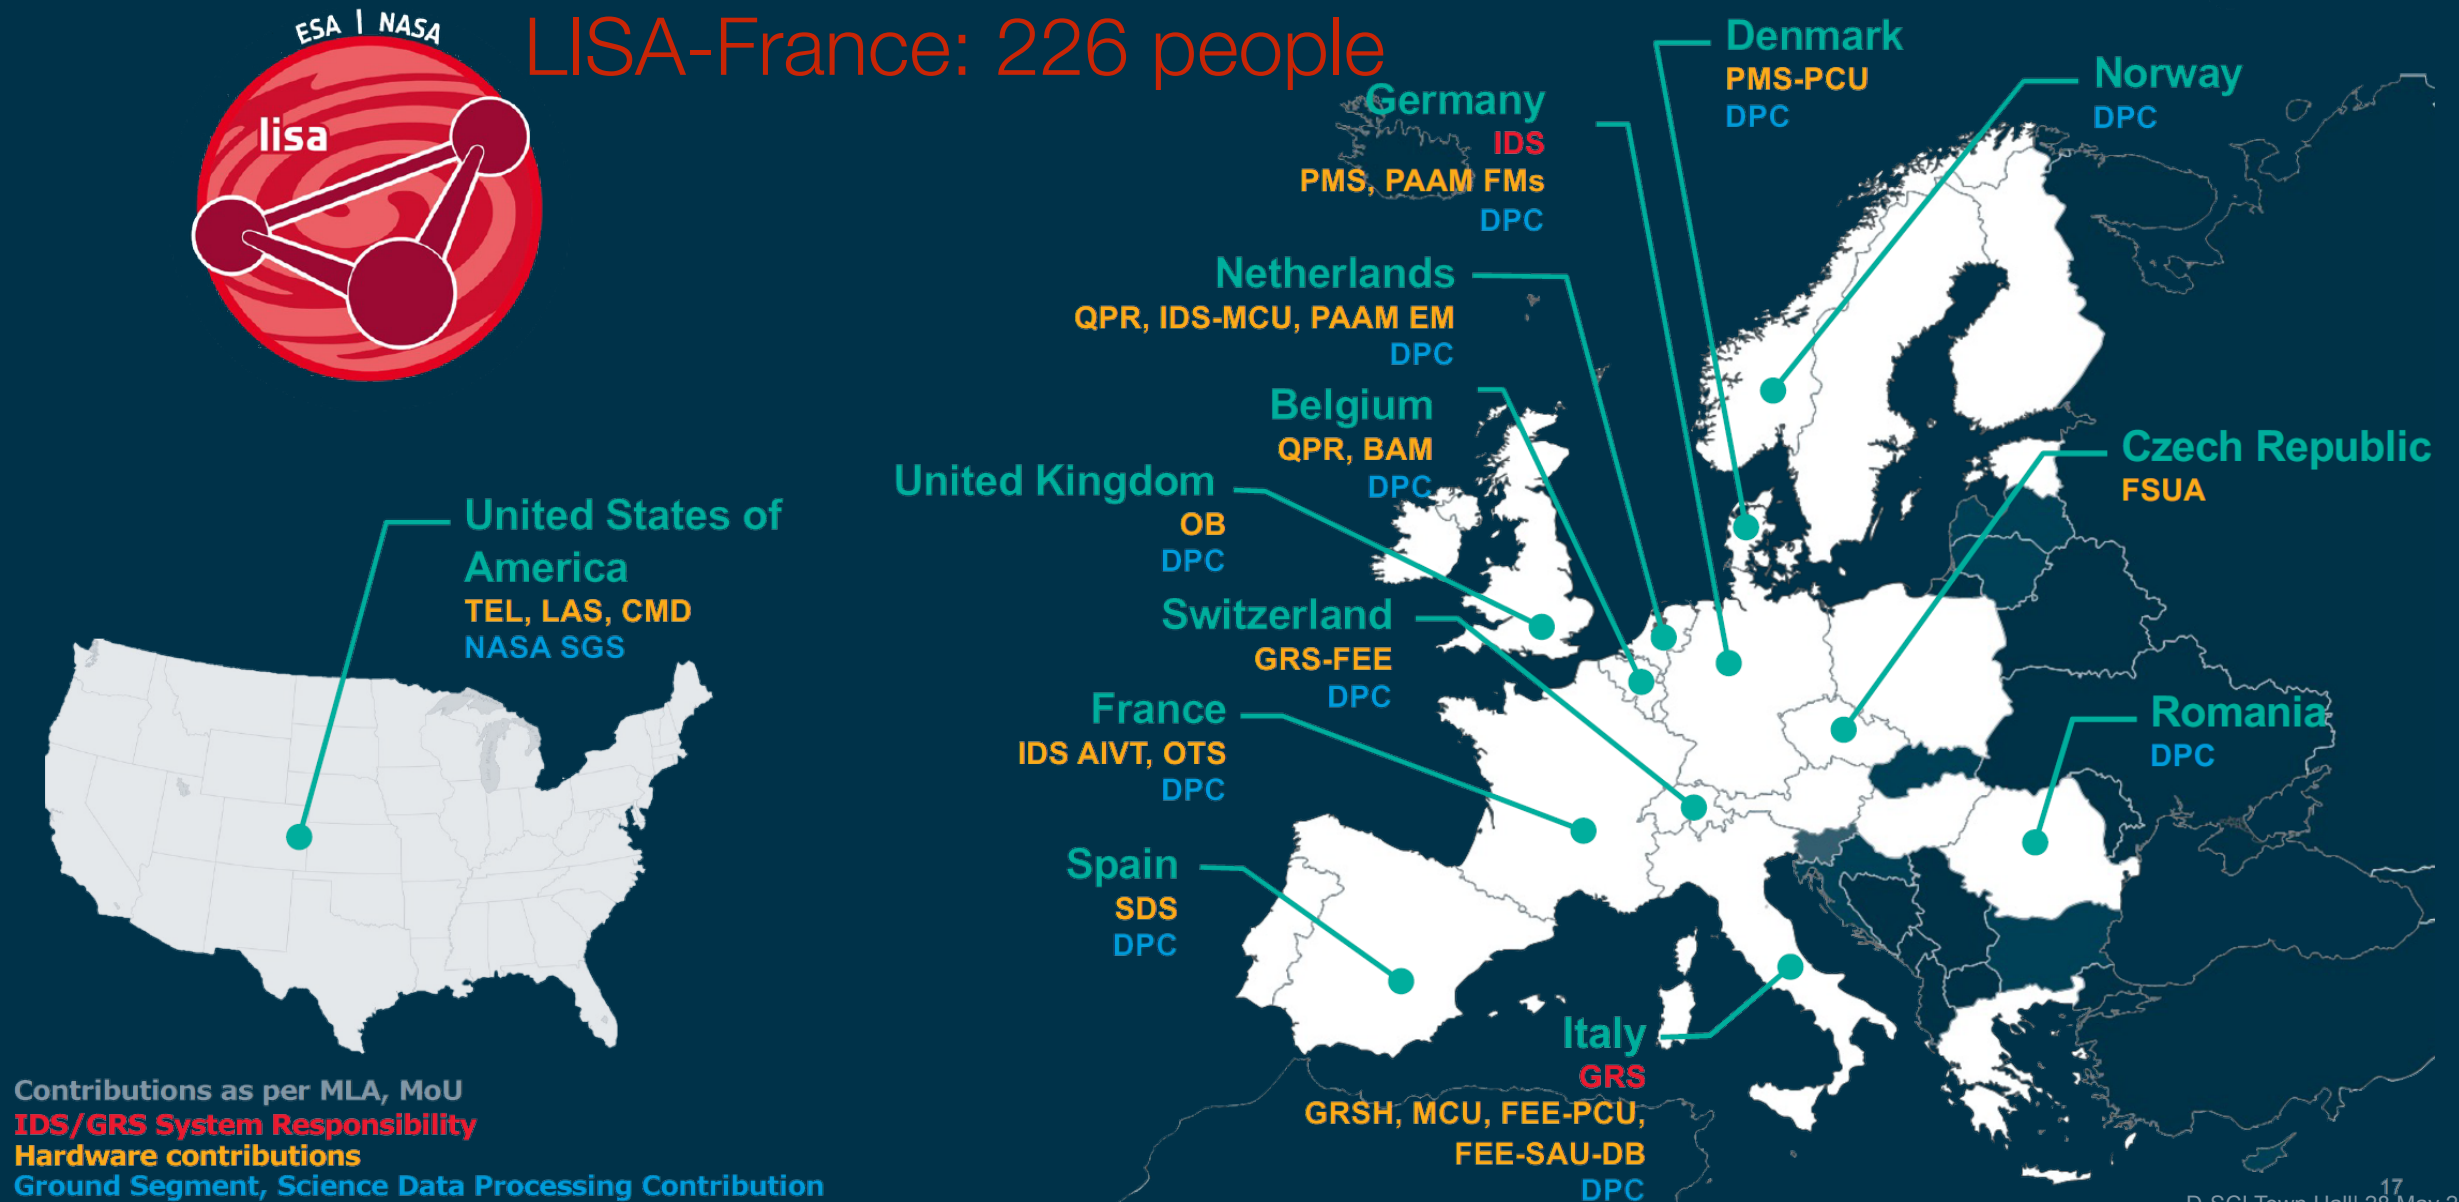 ESA | NASA
lisa
LISA-France: 226 people
Denmark
PMS-PCU
DPC
Norway
DPC
Germany
IDS
PMS, PAAM FMs
DPC
Netherlands
QPR, IDS-MCU, PAAM EM
DPC
Belgium
QPR, BAM
DPC
Czech Republic
FSUA
United Kingdom
OB
DPC
United States of
America
TEL, LAS, CMD
NASA SGS
Switzerland
GRS-FEE
DPC
France
IDS AIVT, OTS
DPC
Romania
DPC
Spain
SDS
DPC
Italy
GRS
GRSH, MCU, FEE-PCU,
FEE-SAU-DB
DPC
Contributions as per MLA, MoU
IDS/GRS System Responsibility
Hardware contributions
Ground Segment, Science Data Processing Contribution
17